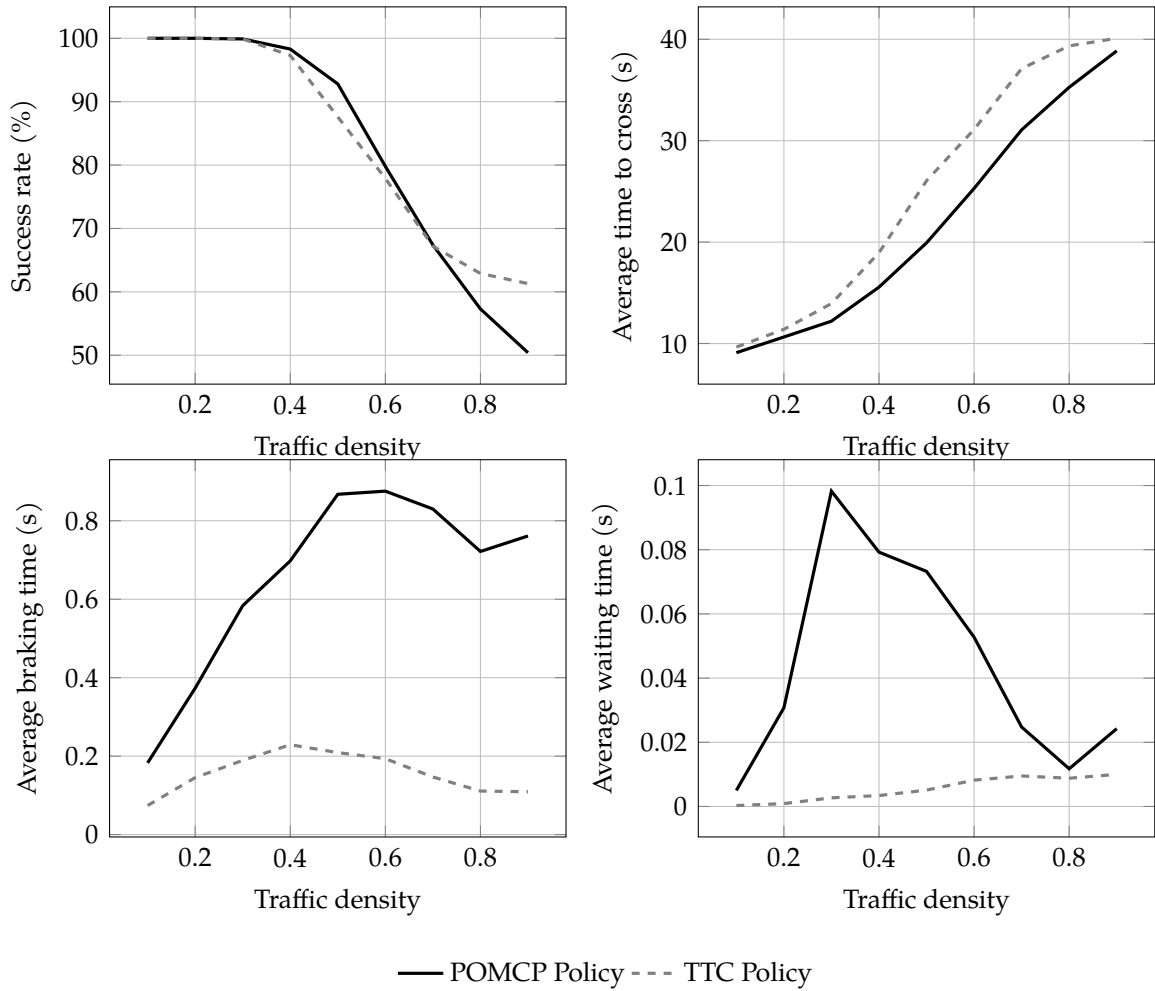 Success rate (%)
100
90
80
70
60
50
0.2 0.4 0.6 0.8
Traffic density
Average time to cross (s)
40
30
20
10
0.2 0.4 0.6 0.8
Traffic density
Average braking time (s)
0.8
0.6
0.4
0.2
0
0.2 0.4 0.6 0.8
Traffic density
Average waiting time (s)
0.1
0.08
0.06
0.04
0.02
0
0.2 0.4 0.6 0.8
Traffic density
POMCP Policy TTC Policy